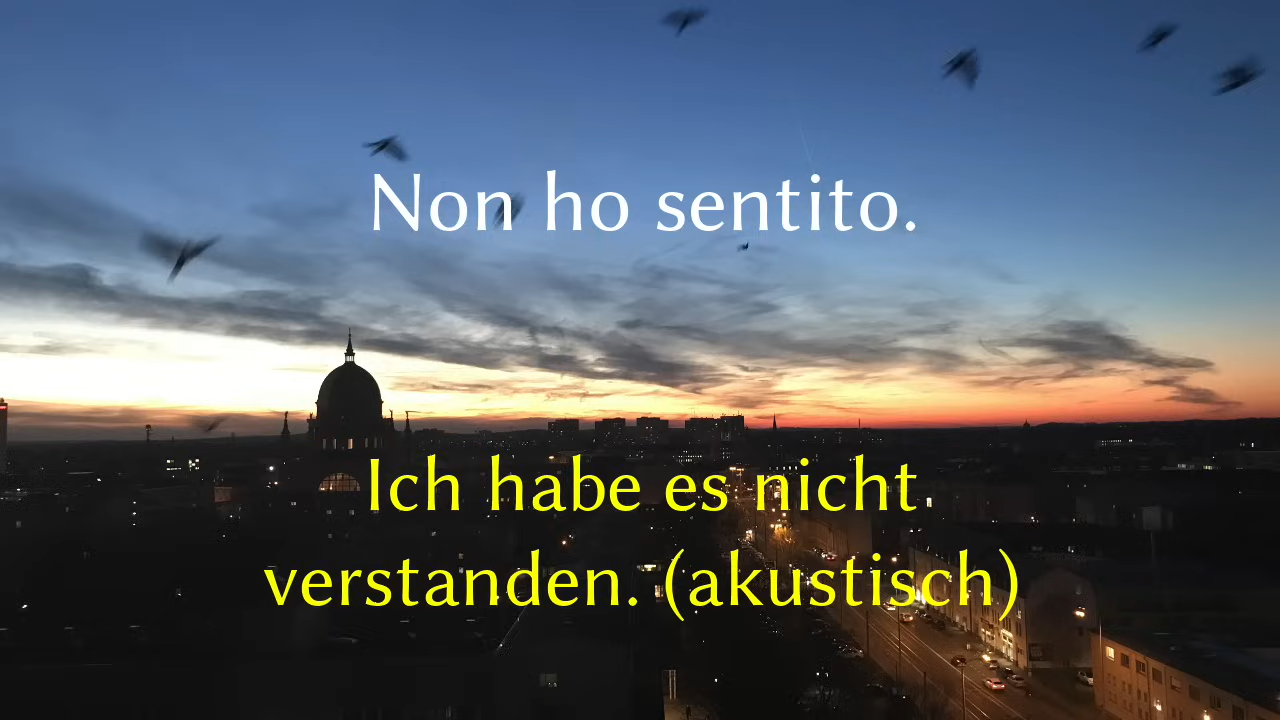 Non ho sentito.
Ich habe es nicht
verstanden. (akustisch)